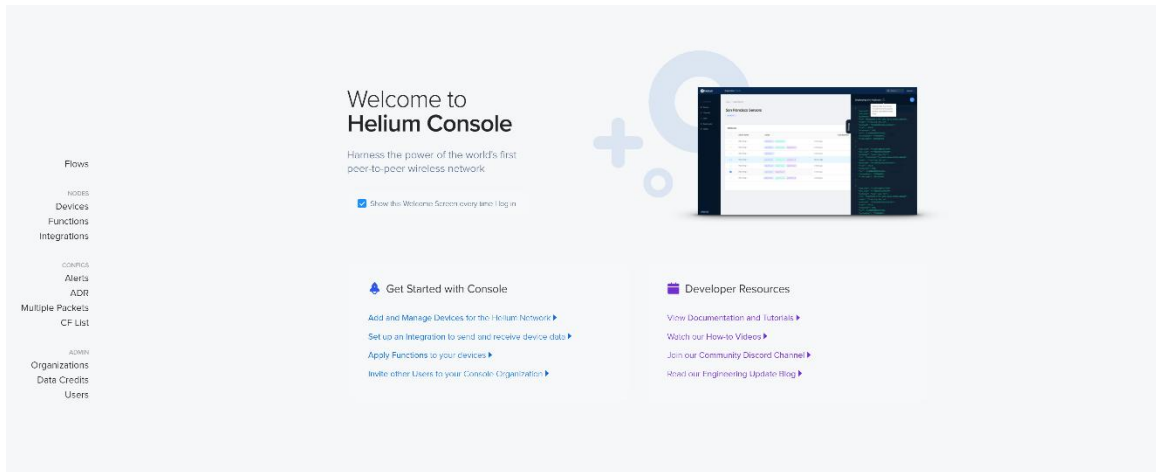 Flows
NODES
Devices
Functions
Integrations
CONFIGS
Alerts
ADR
Multiple Packets
CF List
ADMIN
Organizations
Data Credits
Users
Welcome to
Helium Console
Harness the power of the world's first
peer-to-peer wireless network
Show this Welcome Screen every time I log in
Get Started with Console
Add and Manage Devices for the Helium Network
Set up an Integration to send and receive device data
Apply Functions to your devices
Invite other Users to your Console Organization
Developer Resources
View Documentation and Tutorials
Watch our How-to Videos
Join our Community Discord Channel
Read our Engineering Update Blog